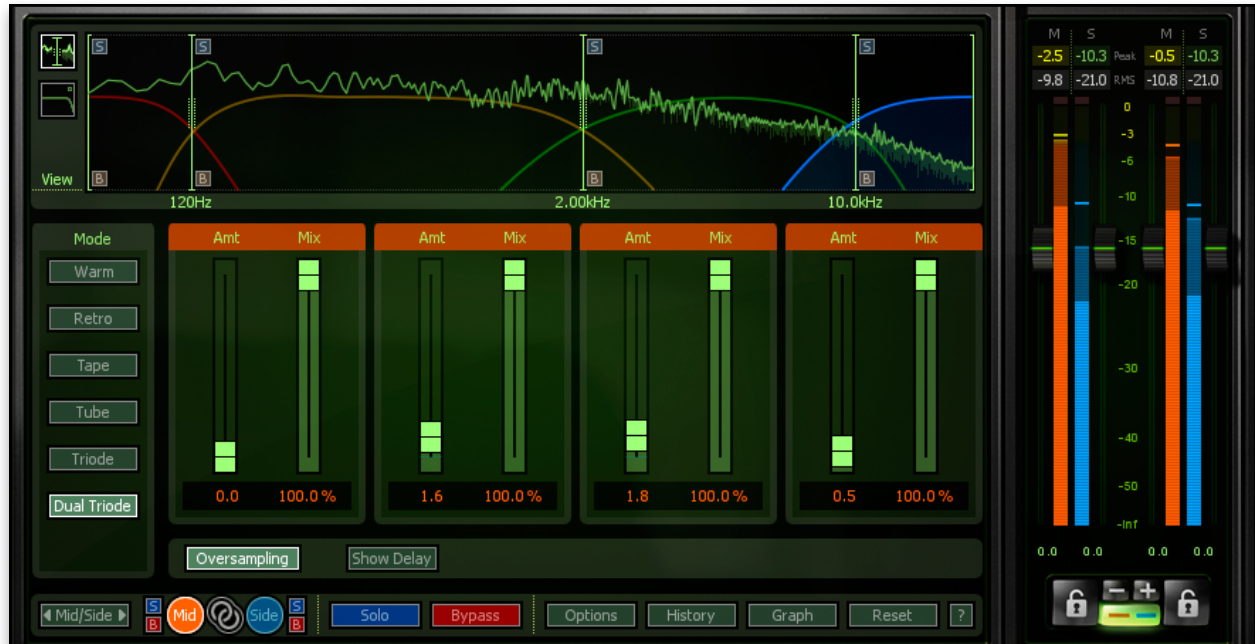 S S S S
M S M S
-2.5 -10.3 Peak -0.5 -10.3
-9.8 -21.0 RMS -10.8 -21.0
View
B B B B
120Hz 2.00kHz 10.0kHz
Mode
Warm
Retro
Tape
Tube
Triode
Dual Triode
Amt Mix Amt Mix Amt Mix Amt Mix
0.0 100.0% 1.6 100.0% 1.8 100.0% 0.5 100.0%
Oversampling Show Delay
Mid/Side S B Mid Side S B Solo Bypass Options History Graph Reset ?
0
-3
-6
-10
-15
-20
-30
-40
-50
-Inf
0.0 0.0 0.0 0.0